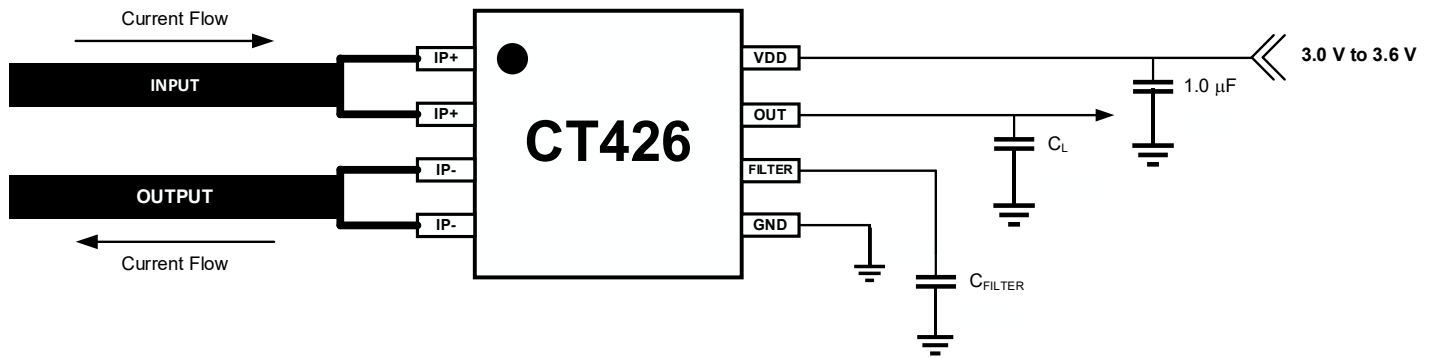 Current Flow
INPUT
OUTPUT
Current Flow
IP+
IP+
IP-
IP-
CT426
VDD
OUT
FILTER
GND
3.0 V to 3.6 V
1.0 μF
CL
CFILTER